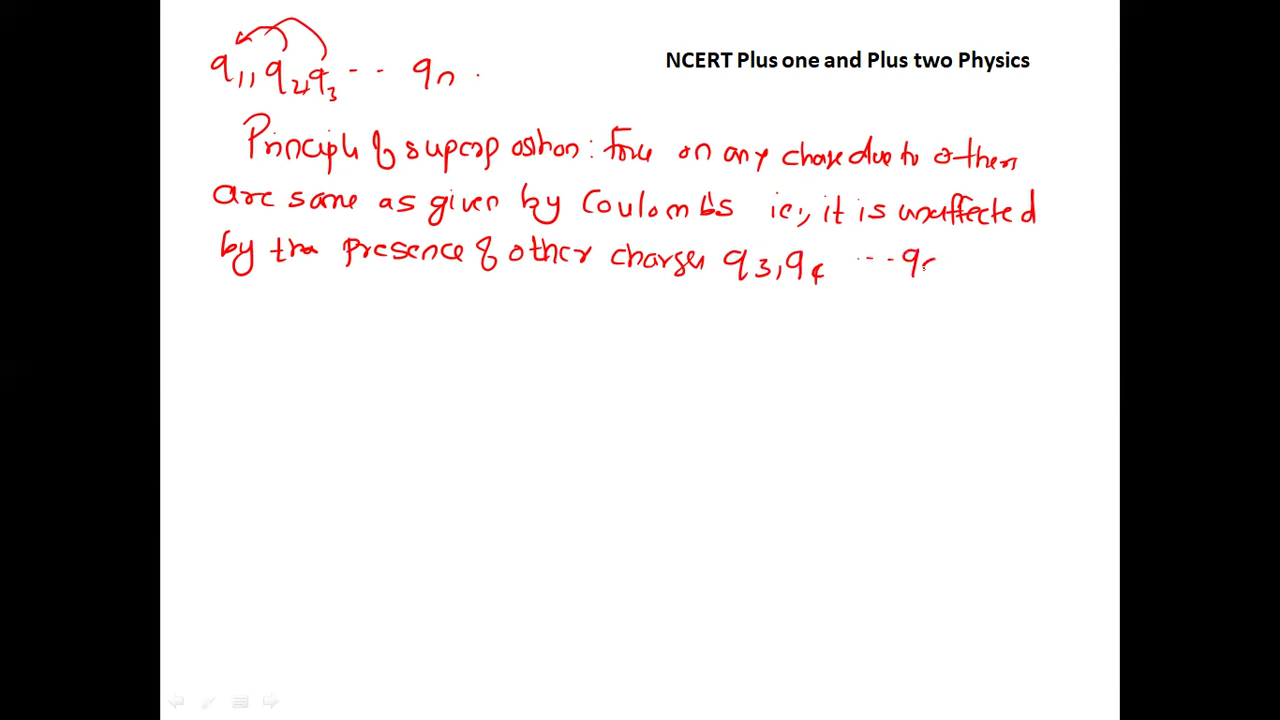 q1, q2, q3 -- qn .
NCERT Plus one and Plus two Physics
Principle of superposition: Force on any charge due to others
are same as given by Coulombs ie., it is unaffected
by the presence of other charges q3, q4 --- qn